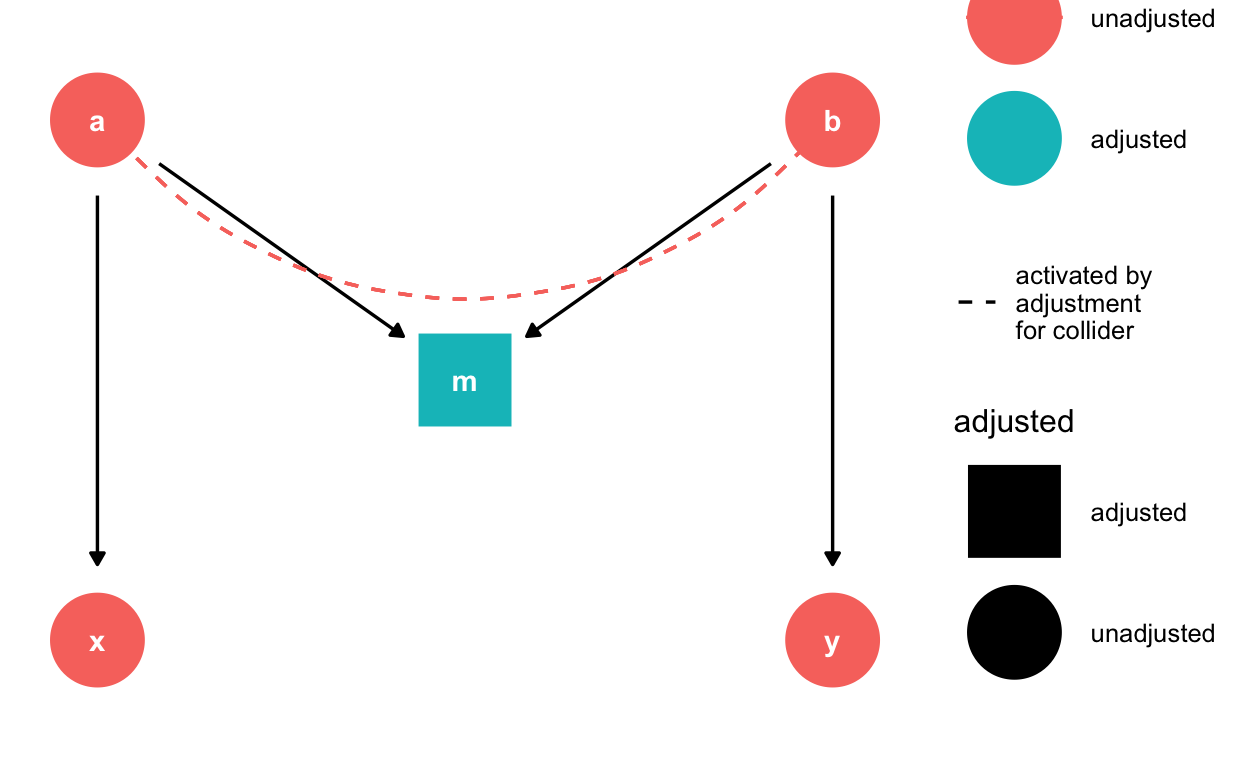 unadjusted
a
b
adjusted
activated by
adjustment
for collider
m
adjusted
adjusted
x
y
unadjusted